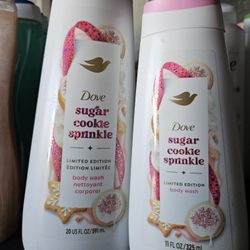 Dove
sugar
cookie
sprinkle
LIMITED EDITION
ÉDITION LIMITÉE
body wash
nettoyant
corporel
20 US FL OZ/591 mL
Dove
sugar
cookie
sprinkle
LIMITED EDITION
body wash
11 FL OZ/325 mL